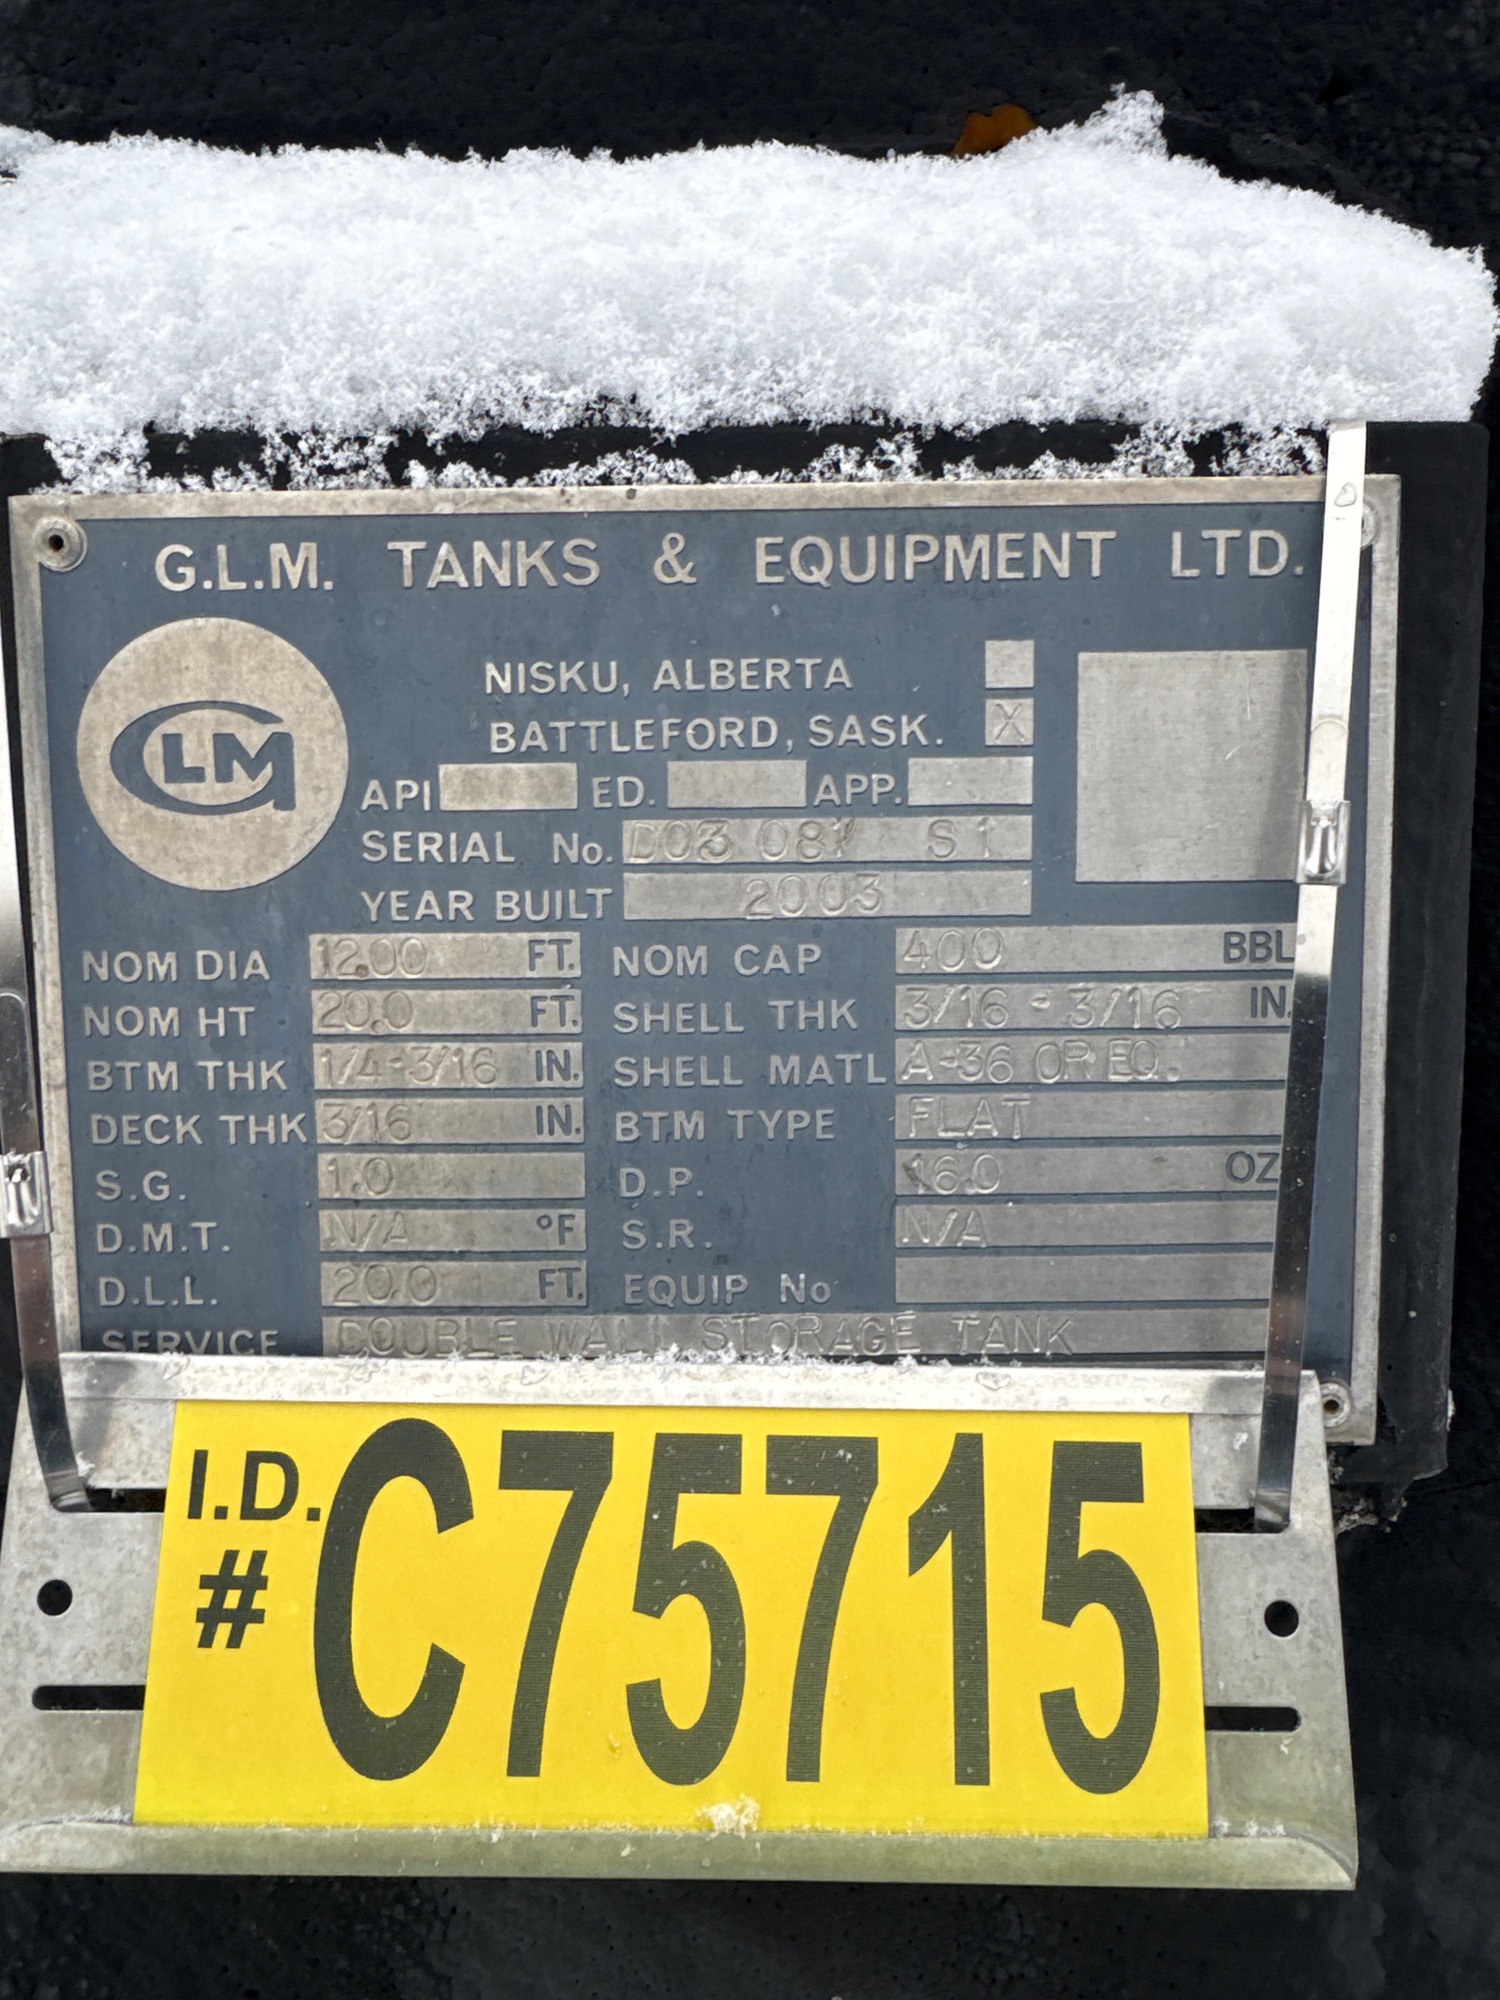 G.L.M. TANKS & EQUIPMENT LTD.
GLM
NISKU, ALBERTA
BATTLEFORD, SASK. X
API ED. APP.
SERIAL No. S1
YEAR BUILT 2003
NOM DIA 12.00 FT. NOM CAP 400 BBL
NOM HT 20.0 FT. SHELL THK 3/16 - 3/16 IN.
BTM THK 1/4-3/16 IN. SHELL MATL A-36 OR EQ.
DECK THK 3/16 IN. BTM TYPE FLAT
S.G. 1.0 D.P. 16.0 OZ
D.M.T. N/A °F S.R. N/A
D.L.L. 20.0 FT. EQUIP No
SERVICE DOUBLE WALL STORAGE TANK
I.D. # C75715